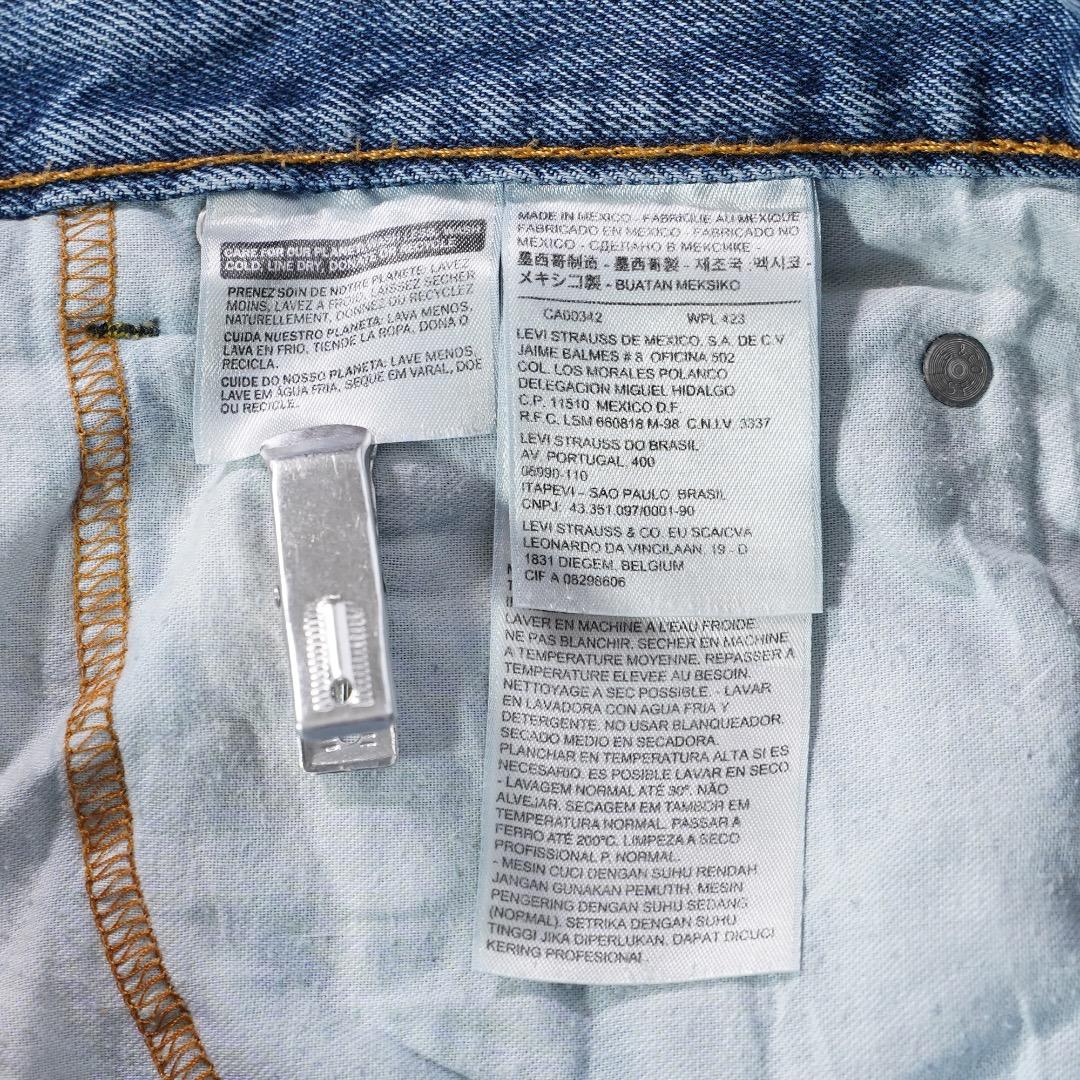 CARE FOR OUR
COLD, LINE DRY,
PRENEZ SOIN DE NOTRE PLANETE: LAVEZ
MOINS, LAVEZ A FROID, LAISSEZ SECHER
NATURELLEMENT, DONNEZ OU RECYCLEZ
CUIDA NUESTRO PLANETA: LAVA MENOS,
LAVA EN FRIO, TIENDE LA ROPA, DONA O
RECICLA.
CUIDE DO NOSSO PLANETA: LAVE MENOS,
LAVE EM ÁGUA FRIA, SEQUE EM VARAL, DOE
OU RECICLE.
MADE IN MEXICO - FABRIQUE AU MEXIQUE
FABRICADO EN MEXICO - FABRICADO NO
MEXICO - СДЕЛАНО В МЕКСИКЕ -
墨西哥制造 - 墨西哥製 - 제조국 :멕시코 -
メキシコ製 - BUATAN MEKSIKO
CA00342 WPL 423
LEVI STRAUSS DE MEXICO, S.A. DE C.V.
JAIME BALMES # 8 OFICINA 502
COL. LOS MORALES POLANCO
DELEGACION MIGUEL HIDALGO
C.P. 11510 MEXICO D.F.
R.F.C. LSM 660818 M-98 C.N.I.V. 3337
LEVI STRAUSS DO BRASIL
AV. PORTUGAL, 400
06690-110
ITAPEVI - SAO PAULO BRASIL
CNPJ: 43.351.097/0001-90
LEVI STRAUSS & CO. EU SCA/CVA
LEONARDO DA VINCILAAN, 19 - D
1831 DIEGEM, BELGIUM
CIF A 08298606
LAVER EN MACHINE A L'EAU FROIDE.
NE PAS BLANCHIR. SECHER EN MACHINE
A TEMPERATURE MOYENNE. REPASSER A
TEMPERATURE ELEVEE AU BESOIN.
NETTOYAGE A SEC POSSIBLE. - LAVAR
EN LAVADORA CON AGUA FRIA Y
DETERGENTE. NO USAR BLANQUEADOR.
SECADO MEDIO EN SECADORA.
PLANCHAR EN TEMPERATURA ALTA SI ES
NECESARIO. ES POSIBLE LAVAR EN SECO
- LAVAGEM NORMAL ATÉ 30°. NÃO
ALVEJAR. SECAGEM EM TAMBOR EM
TEMPERATURA NORMAL. PASSAR A
FERRO ATÉ 200°C. LIMPEZA A SECO
PROFISSIONAL P. NORMAL.
- MESIN CUCI DENGAN SUHU RENDAH
JANGAN GUNAKAN PEMUTIH. MESIN
PENGERING DENGAN SUHU SEDANG
(NORMAL). SETRIKA DENGAN SUHU
TINGGI JIKA DIPERLUKAN. DAPAT DICUCI
KERING PROFESIONAL.